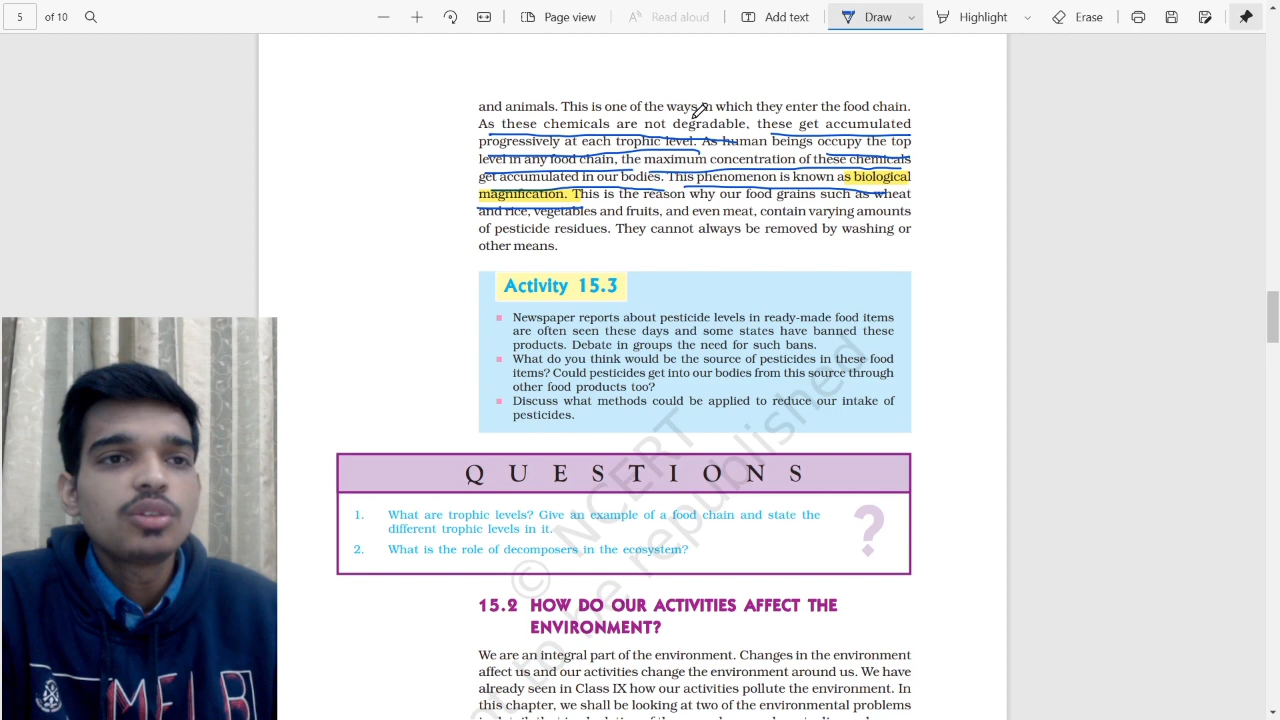 5 of 10 Page view Read aloud Add text Draw Highlight Erase
and animals. This is one of the ways in which they enter the food chain.
As these chemicals are not degradable, these get accumulated
progressively at each trophic level. As human beings occupy the top
level in any food chain, the maximum concentration of these chemicals
get accumulated in our bodies. This phenomenon is known as biological
magnification. This is the reason why our food grains such as wheat
and rice, vegetables and fruits, and even meat, contain varying amounts
of pesticide residues. They cannot always be removed by washing or
other means.
Activity 15.3
Newspaper reports about pesticide levels in ready-made food items
are often seen these days and some states have banned these
products. Debate in groups the need for such bans.
What do you think would be the source of pesticides in these food
items? Could pesticides get into our bodies from this source through
other food products too?
Discuss what methods could be applied to reduce our intake of
pesticides.
QUESTIONS
1. What are trophic levels? Give an example of a food chain and state the
different trophic levels in it.
2. What is the role of decomposers in the ecosystem?
?
© NCERT
not to be republished
15.2 HOW DO OUR ACTIVITIES AFFECT THE
ENVIRONMENT?
We are an integral part of the environment. Changes in the environment
affect us and our activities change the environment around us. We have
already seen in Class IX how our activities pollute the environment. In
this chapter, we shall be looking at two of the environmental problems
MELB